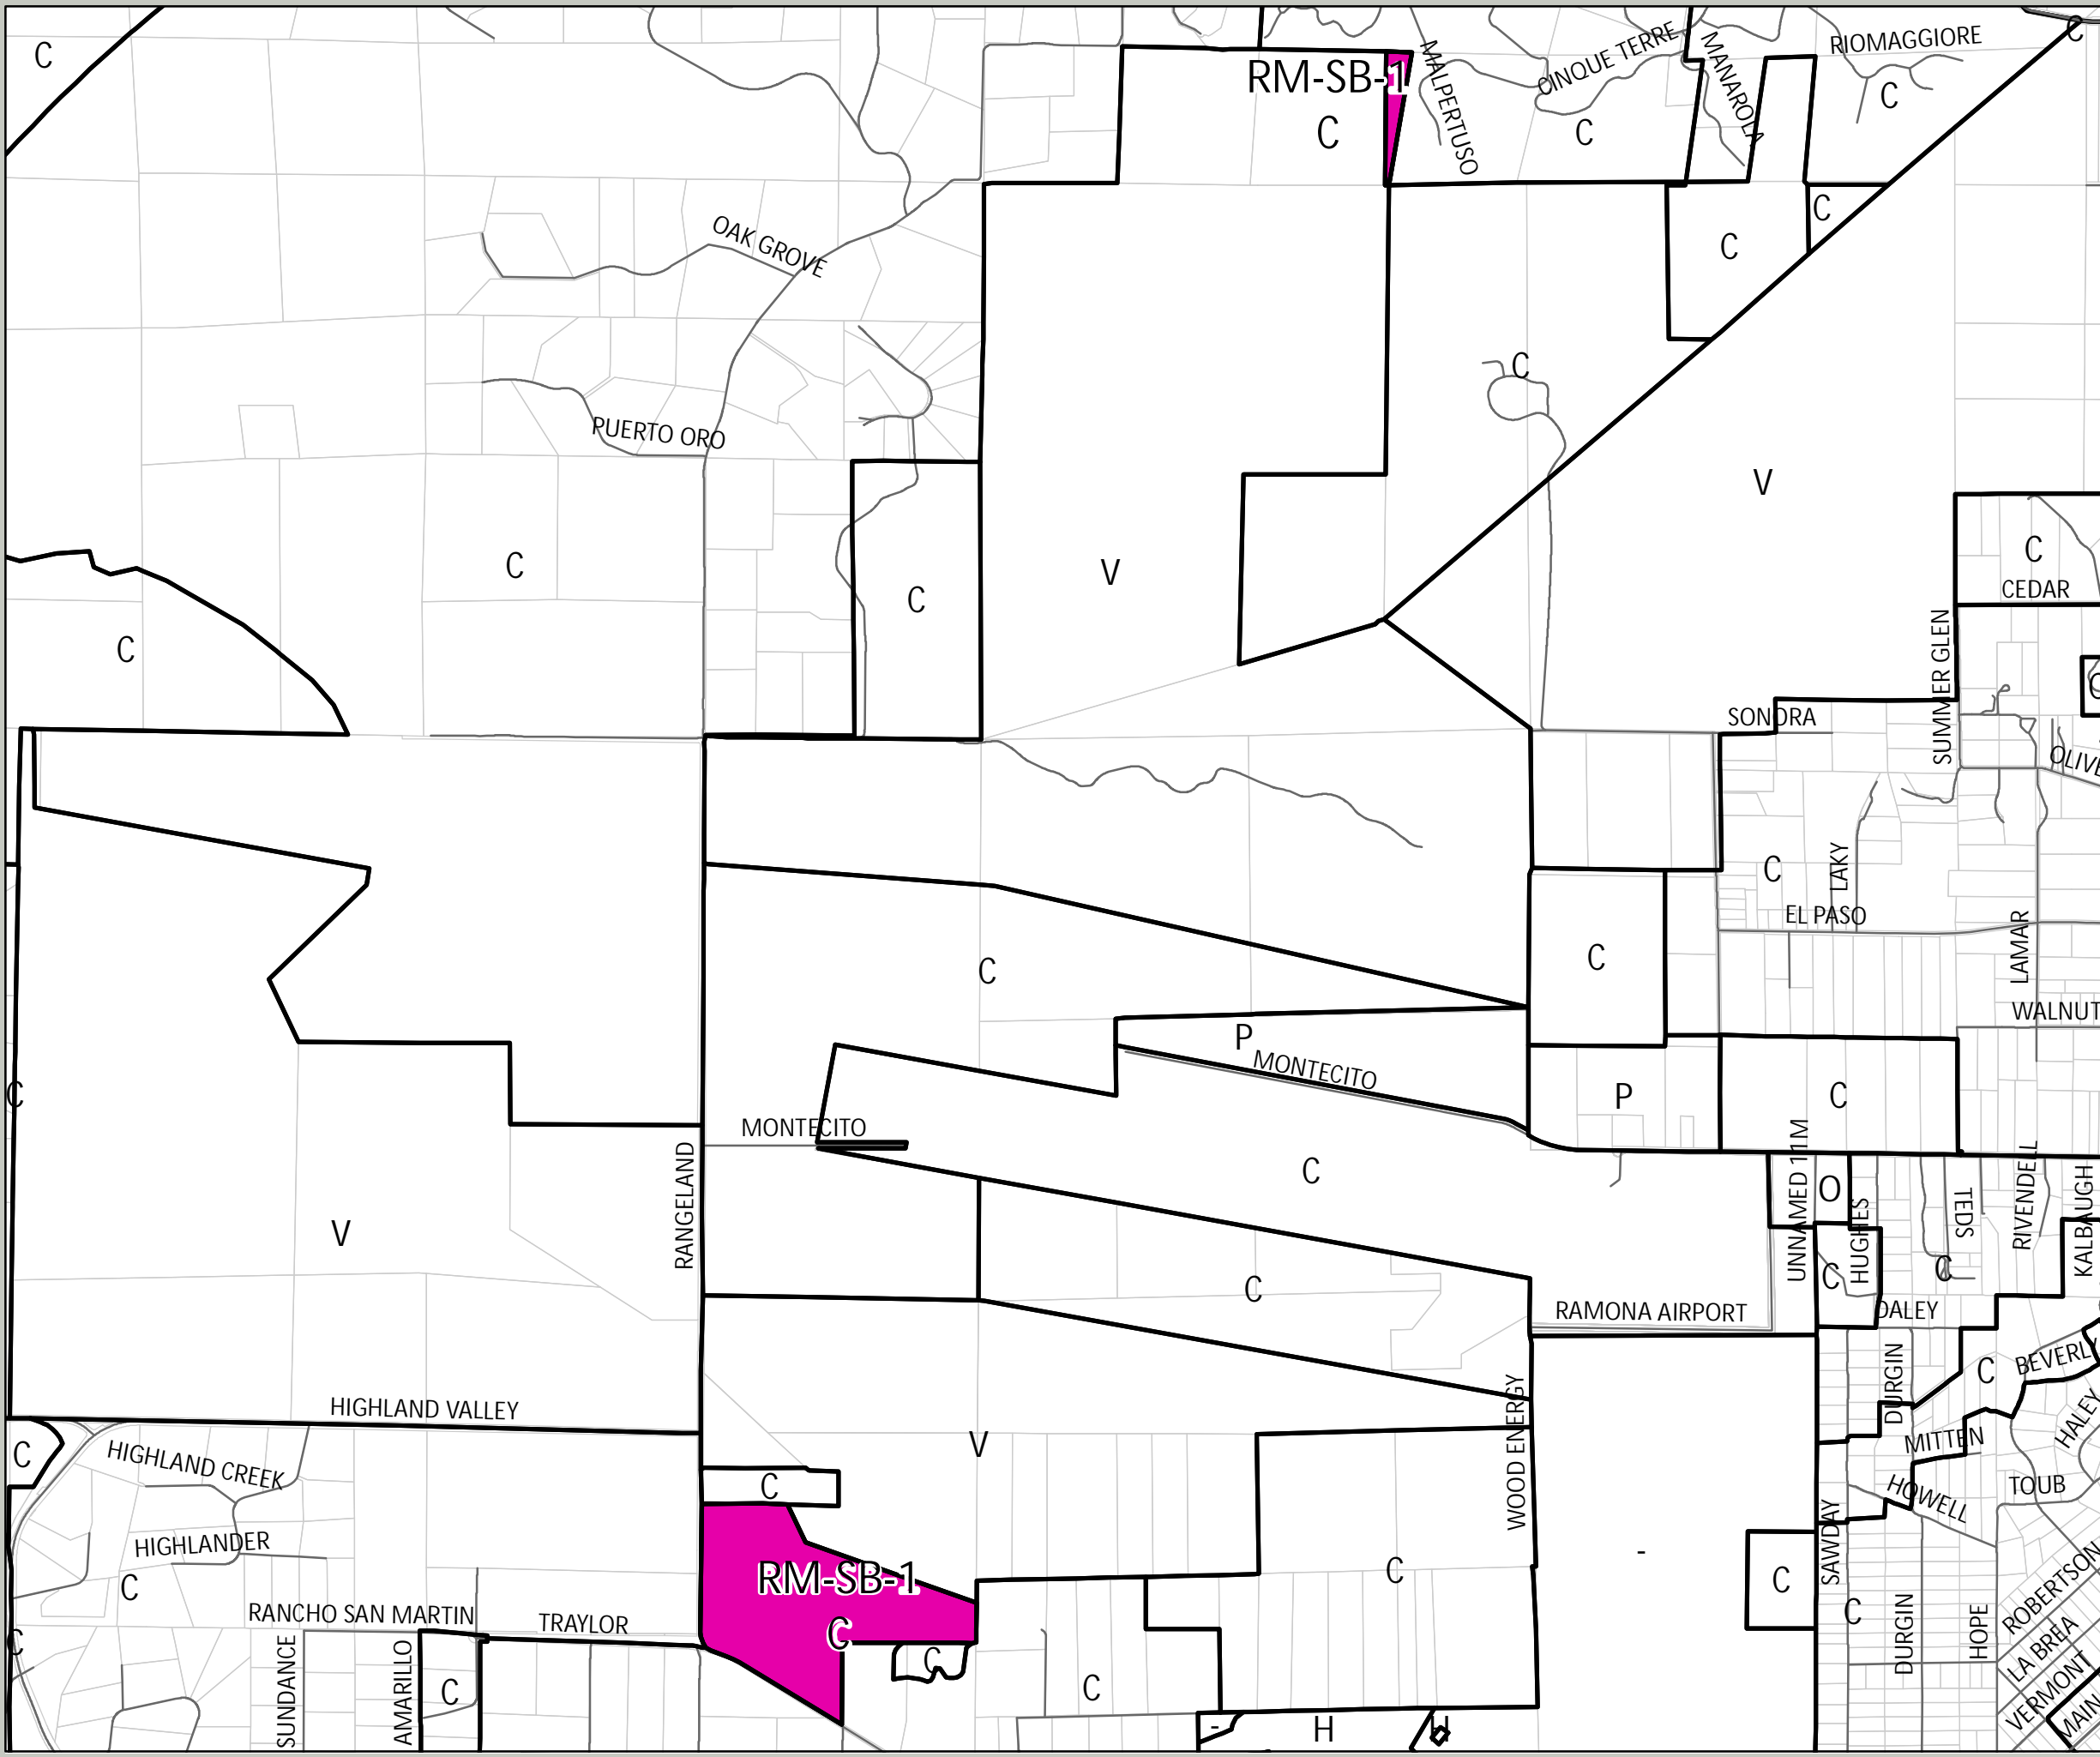 C
C
RIOMAGGIORE
CINQUE TERRE
MANAROLA
MALPERTUSO
RM-SB-1
C
C
C
C
C
OAK GROVE
C
PUERTO ORO
V
C
V
C
C
CEDAR
C
SUMMER GLEN
SONORA
OLIVE
C
LAKY
EL PASO
LAMAR
C
C
WALNUT
P
MONTECITO
P
C
C
MONTECITO
RANGELAND
C
UNNAMED 11M
O
HUGHES
TEDS
RIVENDELL
KALBAUGH
V
C
C
C
RAMONA AIRPORT
DALEY
HIGHLAND VALLEY
WOOD ENERGY
DURGIN
C
BEVERLY
HALEY
MITTEN
C
HIGHLAND CREEK
V
C
HOWELL
TOUB
HIGHLANDER
SAWDAY
-
RM-SB-1
C
C
ROBERTSON
C
RANCHO SAN MARTIN
TRAYLOR
C
C
DURGIN
HOPE
LA BREA
C
SUNDANCE
AMARILLO
C
C
C
VERMONT
MAIN
-
H
H